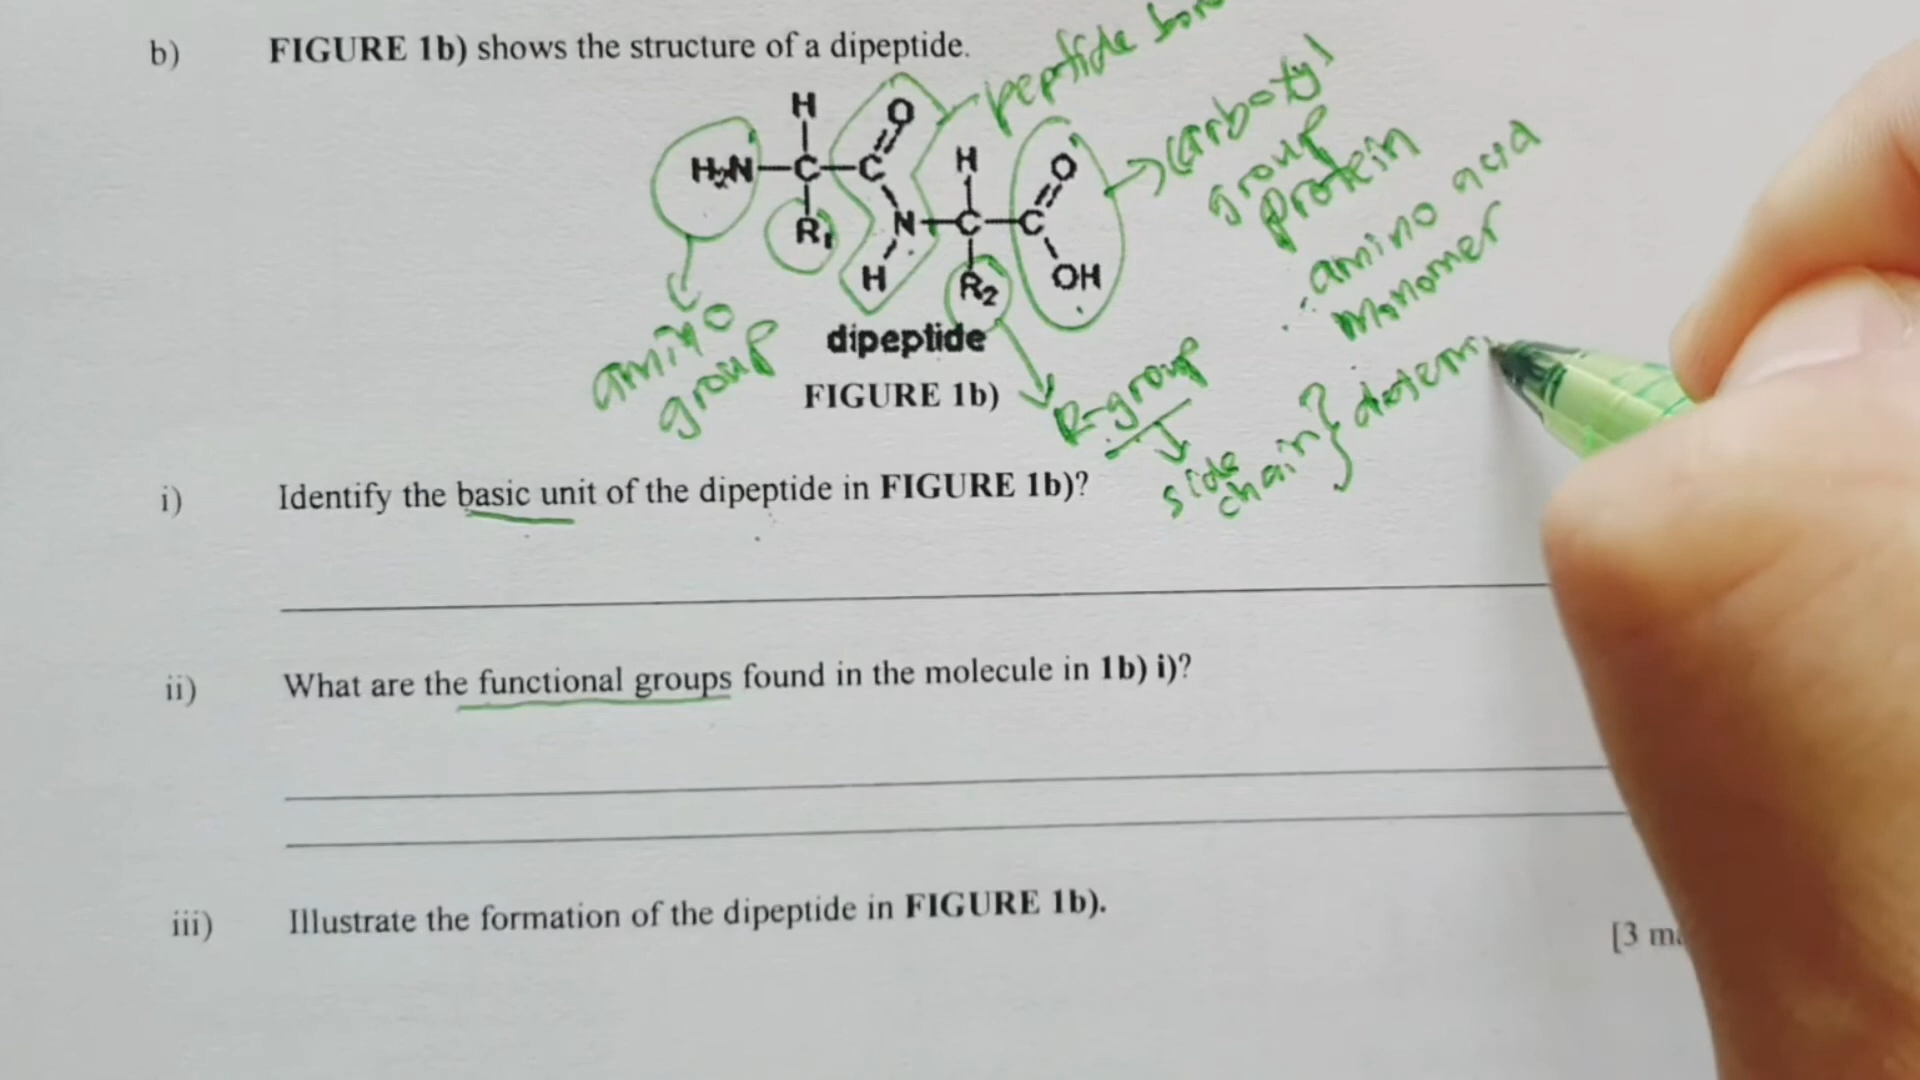 b) FIGURE 1b) shows the structure of a dipeptide.
peptide
carboxyl
group
protein
amino acid
monomer
H
O
H₂N C C
R₁
H
O
N C C
H
R₂
OH
amino
group
dipeptide
FIGURE 1b)
R-group
side
chain
determi
i) Identify the basic unit of the dipeptide in FIGURE 1b)?
ii) What are the functional groups found in the molecule in 1b) i)?
iii) Illustrate the formation of the dipeptide in FIGURE 1b).
[3